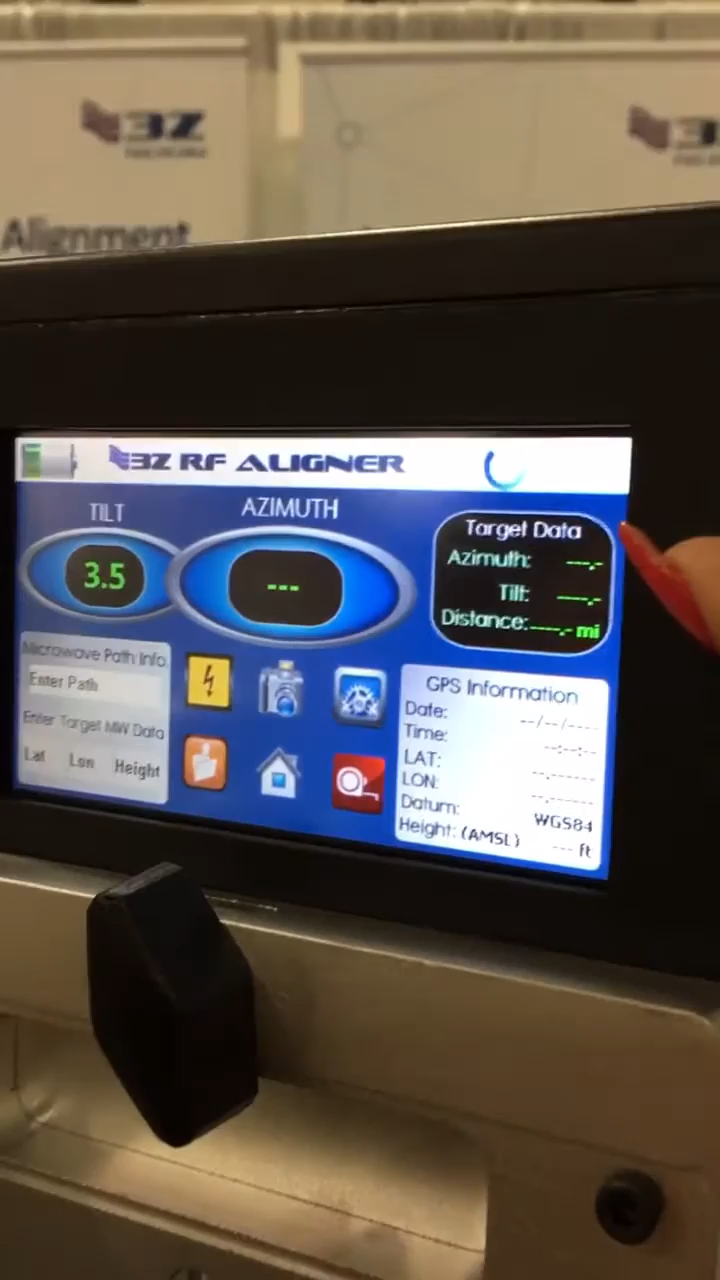 3Z
3Z
Alignment
3Z RF ALIGNER
TILT
AZIMUTH
3.5
---
Target Data
Azimuth: ---.-
Tilt: ---.-
Distance: ---.- mi
Microwave Path Info.
Enter Path
Enter Target MW Data
Lat Lon Height
GPS Information
Date: --/--/----
Time: --:--:--
LAT: --.------
LON: --.------
Datum: WGS84
Height: (AMSL) --- ft